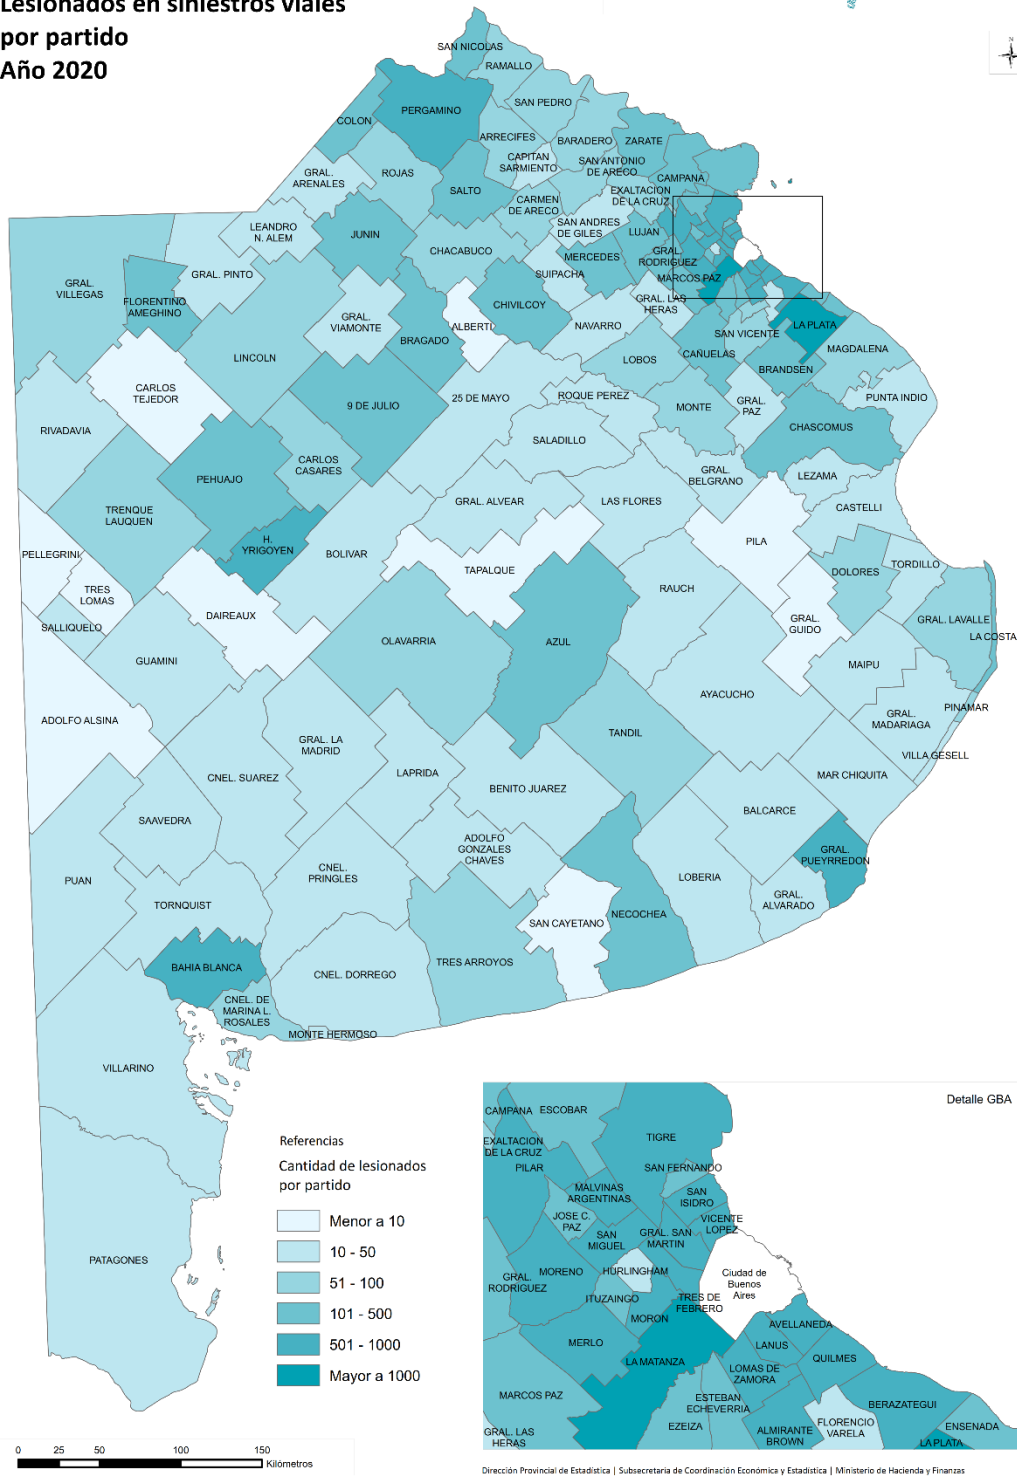 Lesionados en siniestros viales
por partido
Año 2020
N
SAN NICOLAS
RAMALLO
PERGAMINO
SAN PEDRO
COLON
ARRECIFES
BARADERO
ZARATE
CAPITAN
SARMIENTO
SAN ANTONIO
DE ARECO
GRAL.
ARENALES
ROJAS
SALTO
CAMPANA
EXALTACION
DE LA CRUZ
CARMEN
DE ARECO
LEANDRO
N. ALEM
JUNIN
SAN ANDRES
DE GILES
LUJAN
CHACABUCO
MERCEDES
GRAL.
RODRIGUEZ
GRAL. PINTO
SUIPACHA
MARCOS PAZ
GRAL.
VILLEGAS
FLORENTINO
AMEGHINO
CHIVILCOY
GRAL. LAS
HERAS
GRAL.
VIAMONTE
ALBERTI
NAVARRO
LA PLATA
BRAGADO
SAN VICENTE
LINCOLN
LOBOS
CAÑUELAS
MAGDALENA
BRANDSEN
CARLOS
TEJEDOR
9 DE JULIO
25 DE MAYO
ROQUE PEREZ
MONTE
GRAL.
PAZ
PUNTA INDIO
RIVADAVIA
CHASCOMUS
SALADILLO
CARLOS
CASARES
PEHUAJO
GRAL.
BELGRANO
LEZAMA
TRENQUE
LAUQUEN
GRAL. ALVEAR
LAS FLORES
CASTELLI
H.
YRIGOYEN
PELLEGRINI
BOLIVAR
PILA
TAPALQUE
DOLORES
TORDILLO
TRES
LOMAS
RAUCH
SALLIQUELO
DAIREAUX
GRAL.
GUIDO
GRAL. LAVALLE
LA COSTA
OLAVARRIA
AZUL
GUAMINI
MAIPU
AYACUCHO
ADOLFO ALSINA
PINAMAR
GRAL.
MADARIAGA
TANDIL
GRAL. LA
MADRID
VILLA GESELL
CNEL. SUAREZ
LAPRIDA
MAR CHIQUITA
BENITO JUAREZ
BALCARCE
SAAVEDRA
ADOLFO
GONZALES
CHAVES
GRAL.
PUEYRREDON
CNEL.
PRINGLES
PUAN
LOBERIA
GRAL.
ALVARADO
TORNQUIST
NECOCHEA
SAN CAYETANO
BAHIA BLANCA
CNEL. DORREGO
TRES ARROYOS
CNEL. DE
MARINA L.
ROSALES
MONTE HERMOSO
VILLARINO
PATAGONES
Referencias
Cantidad de lesionados
por partido
Menor a 10
10 - 50
51 - 100
101 - 500
501 - 1000
Mayor a 1000
0 25 50 100 150
Kilómetros
Detalle GBA
CAMPANA
ESCOBAR
EXALTACION
DE LA CRUZ
TIGRE
PILAR
SAN FERNANDO
MALVINAS
ARGENTINAS
SAN
ISIDRO
JOSE C.
PAZ
VICENTE
LOPEZ
SAN
MIGUEL
GRAL. SAN
MARTIN
GRAL.
RODRIGUEZ
MORENO
HURLINGHAM
Ciudad de
Buenos
Aires
ITUZAINGO
TRES DE
FEBRERO
MORON
AVELLANEDA
MERLO
LANUS
LA MATANZA
QUILMES
LOMAS DE
ZAMORA
MARCOS PAZ
ESTEBAN
ECHEVERRIA
BERAZATEGUI
EZEIZA
FLORENCIO
VARELA
ENSENADA
GRAL. LAS
HERAS
ALMIRANTE
BROWN
LA PLATA
Dirección Provincial de Estadística | Subsecretaría de Coordinación Económica y Estadística | Ministerio de Hacienda y Finanzas